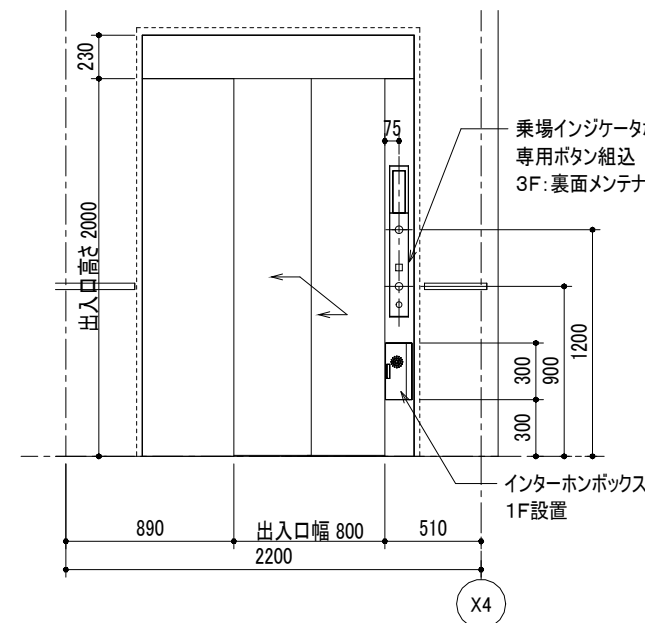 230
出入口高さ 2000
75
乗場インジケータ
専用ボタン組込
3F:裏面メンテナ
1200
900
300
300
インターホンボックス
1F設置
890
出入口幅 800
510
2200
X4